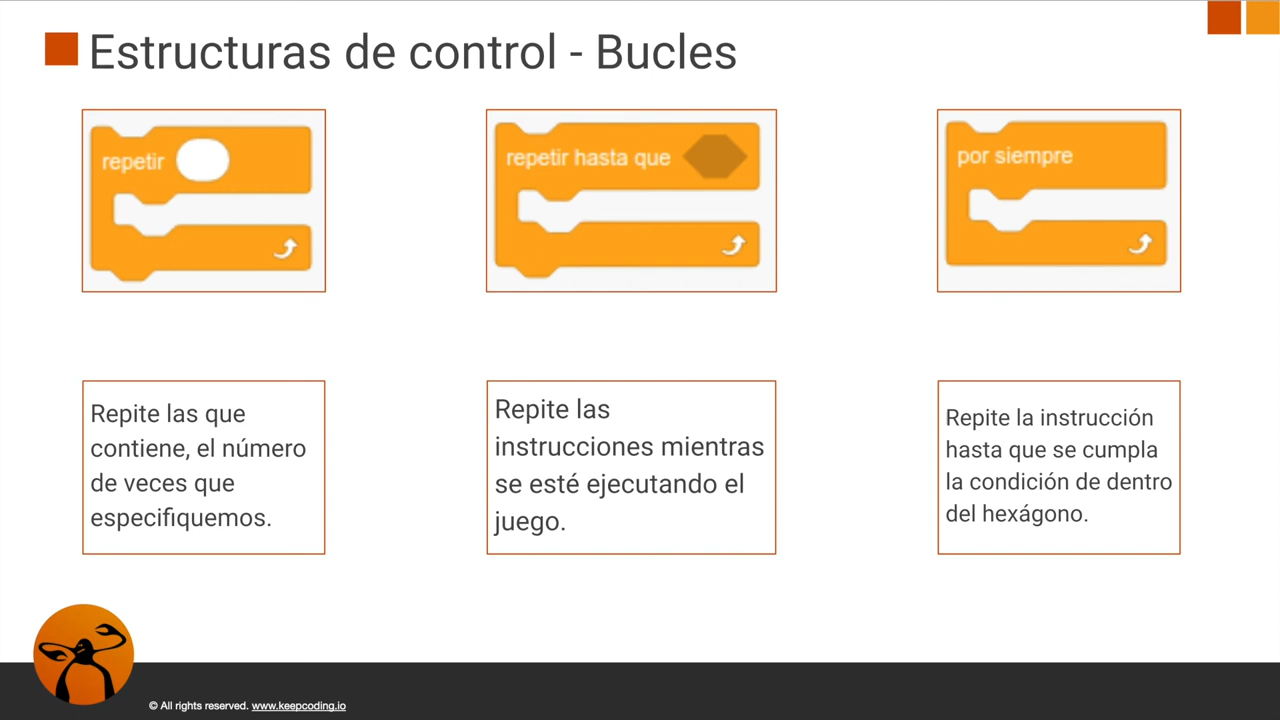 Estructuras de control - Bucles
repetir
repetir hasta que
por siempre
Repite las que
contiene, el número
de veces que
especifiquemos.
Repite las
instrucciones mientras
se esté ejecutando el
juego.
Repite la instrucción
hasta que se cumpla
la condición de dentro
del hexágono.
© All rights reserved. www.keepcoding.io